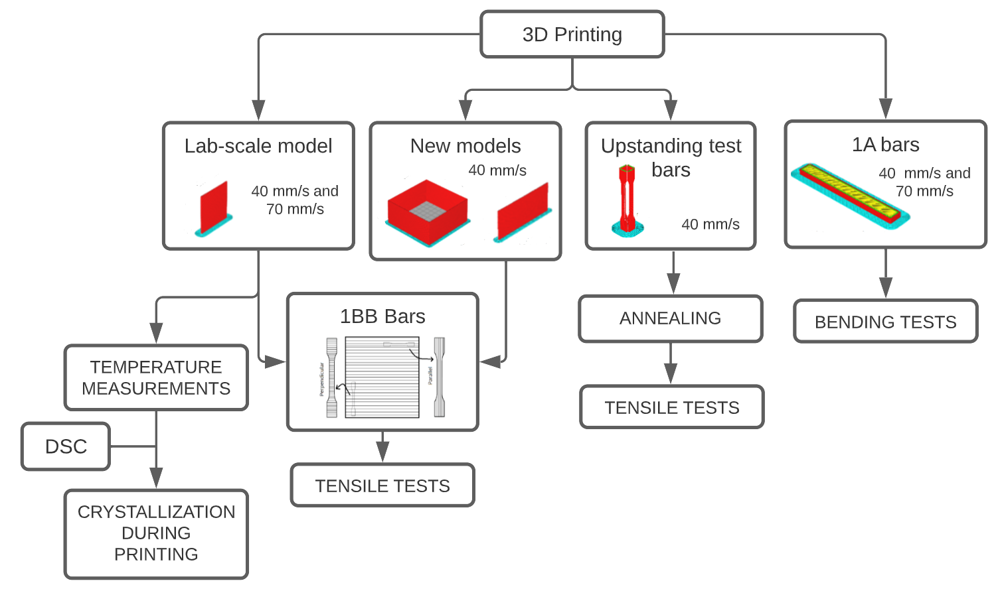 3D Printing
Lab-scale model
40 mm/s and
70 mm/s
New models
40 mm/s
Upstanding test
bars
40 mm/s
1A bars
40 mm/s and
70 mm/s
1BB Bars
Perpendicular
Parallel
ANNEALING
BENDING TESTS
TEMPERATURE
MEASUREMENTS
TENSILE TESTS
DSC
TENSILE TESTS
CRYSTALLIZATION
DURING
PRINTING